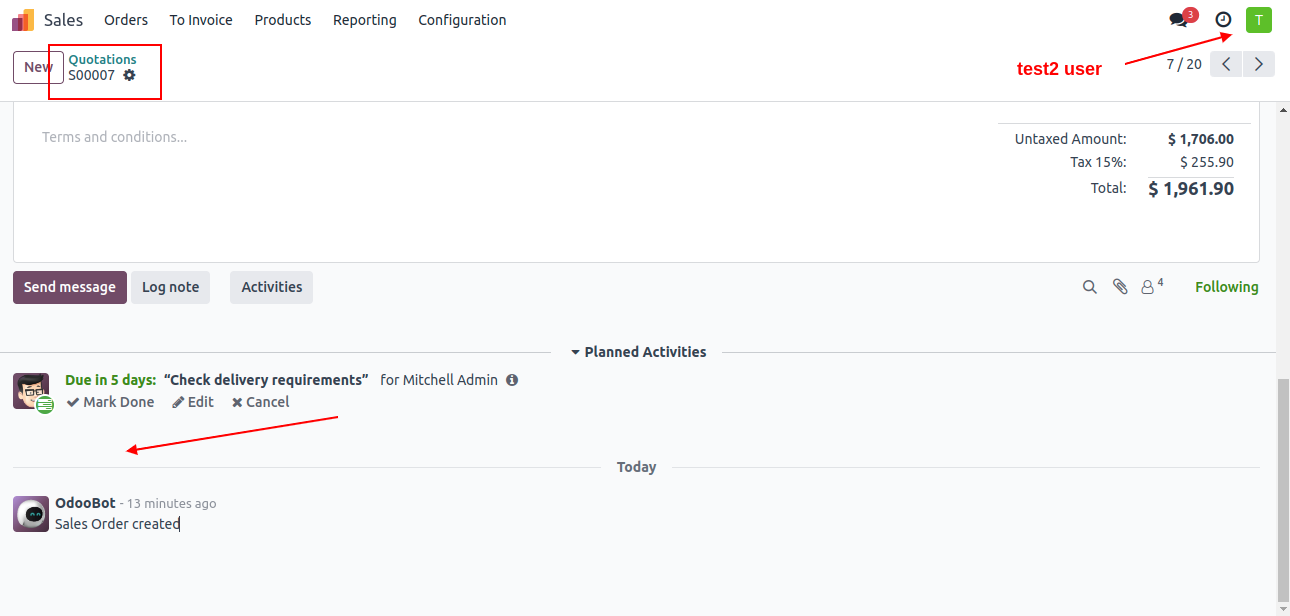 Sales Orders To Invoice Products Reporting Configuration 3 T
New Quotations
S00007
test2 user
7 / 20
Terms and conditions...
Untaxed Amount: $ 1,706.00
Tax 15%: $ 255.90
Total: $ 1,961.90
Send message Log note Activities 4 Following
Planned Activities
Due in 5 days: “Check delivery requirements” for Mitchell Admin
Mark Done Edit Cancel
Today
OdooBot - 13 minutes ago
Sales Order created